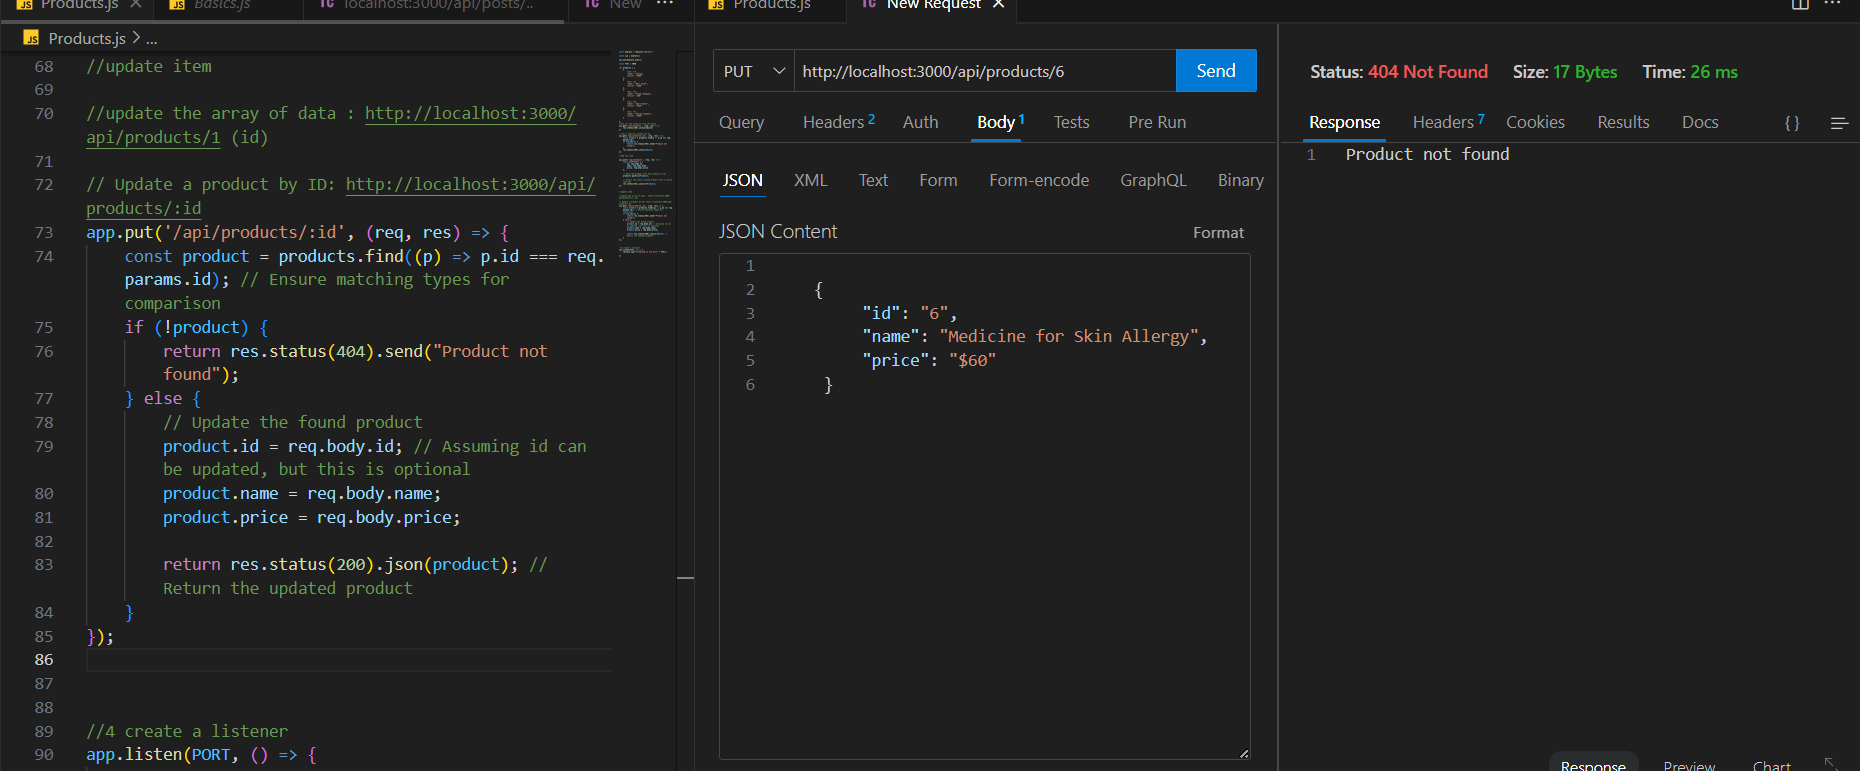 Products.js
Basics.js
localhost:3000/api/posts/..
New
Products.js
New Request
Products.js > ...
68 //update item
69
70 //update the array of data : http://localhost:3000/
api/products/1 (id)
71
72 // Update a product by ID: http://localhost:3000/api/
products/:id
73 app.put('/api/products/:id', (req, res) => {
74 const product = products.find((p) => p.id === req.
params.id); // Ensure matching types for
comparison
75 if (!product) {
76 return res.status(404).send("Product not
found");
77 } else {
78 // Update the found product
79 product.id = req.body.id; // Assuming id can
be updated, but this is optional
80 product.name = req.body.name;
81 product.price = req.body.price;
82
83 return res.status(200).json(product); //
Return the updated product
84 }
85 });
86
87
88
89 //4 create a listener
90 app.listen(PORT, () => {
PUT http://localhost:3000/api/products/6 Send
Query Headers 2 Auth Body 1 Tests Pre Run
JSON XML Text Form Form-encode GraphQL Binary
JSON Content Format
1
2 {
3 "id": "6",
4 "name": "Medicine for Skin Allergy",
5 "price": "$60"
6 }
Status: 404 Not Found Size: 17 Bytes Time: 26 ms
Response Headers 7 Cookies Results Docs { }
1 Product not found
Response Preview Chart